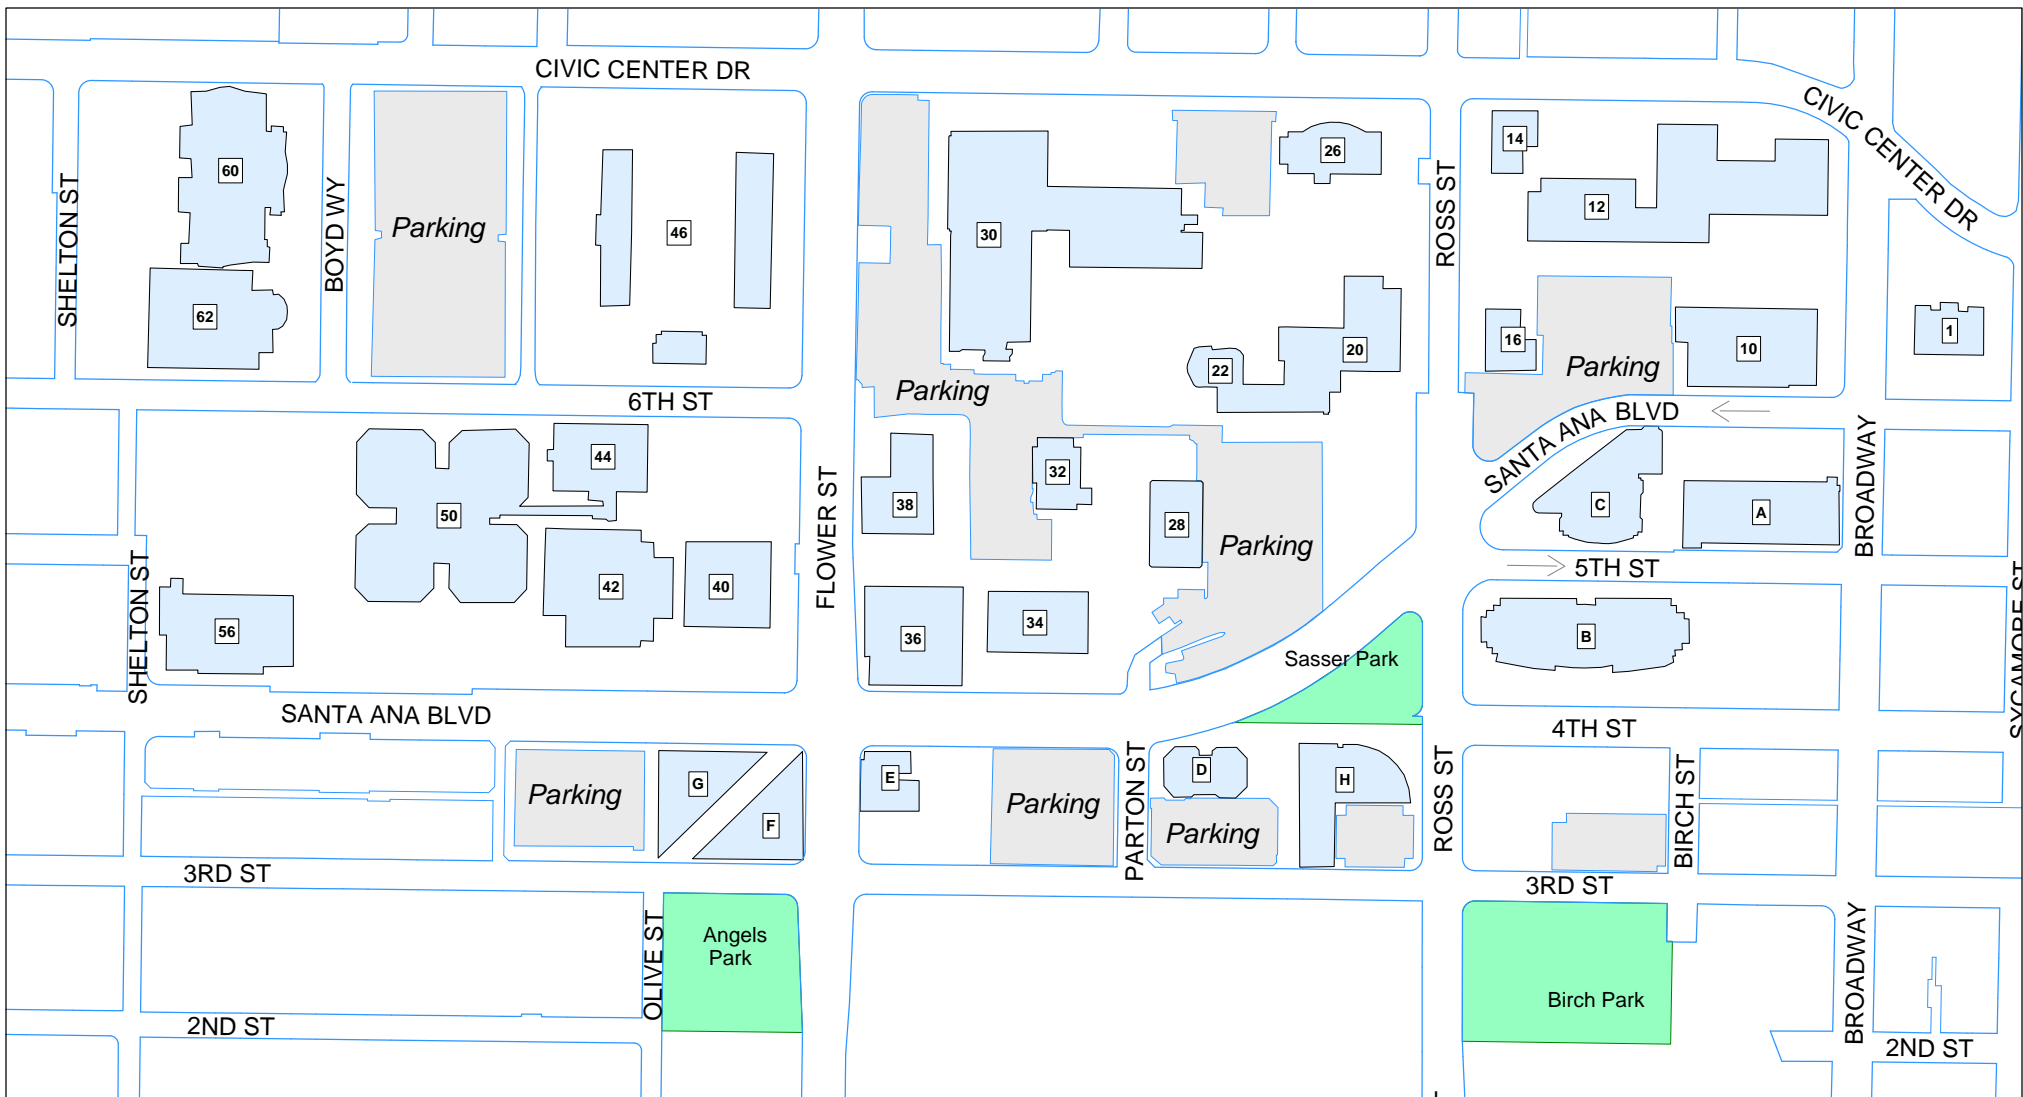 CIVIC CENTER DR
CIVIC CENTER DR
14
26
60
12
SHELTON ST
BOYD WY
Parking
46
30
ROSS ST
62
16
10
1
20
22
Parking
Parking
6TH ST
SANTA ANA BLVD
44
32
38
28
50
C
A
BROADWAY
FLOWER ST
Parking
5TH ST
SHELTON ST
42
40
56
36
34
B
SYCAMORE ST
Sasser Park
SANTA ANA BLVD
4TH ST
PARTON ST
ROSS ST
BIRCH ST
G
E
D
H
Parking
F
Parking
Parking
3RD ST
3RD ST
OLIVE ST
Angels
Park
BROADWAY
Birch Park
2ND ST
2ND ST